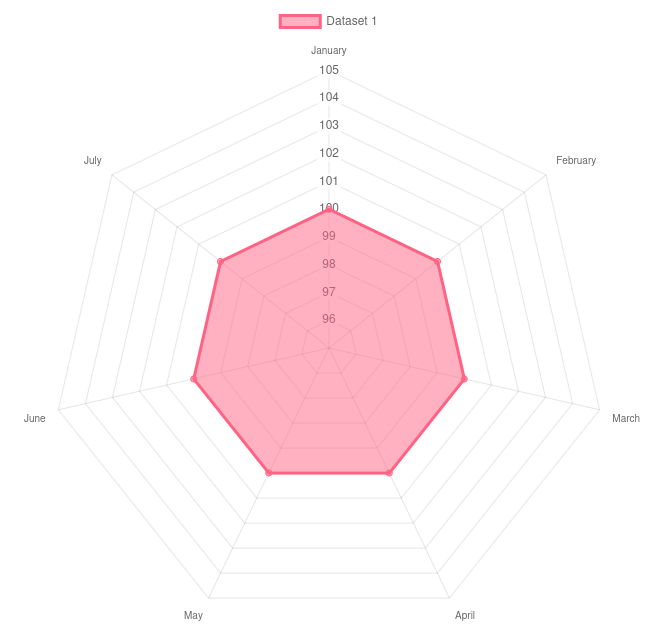 Dataset 1
January
105
104
103
102
101
100
99
98
97
96
July
February
June
March
May
April